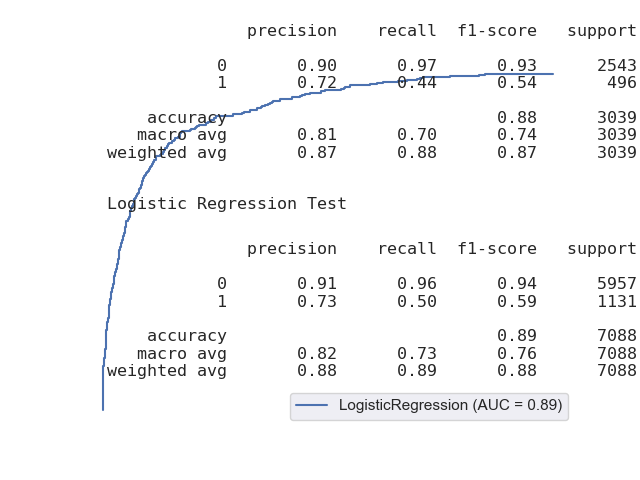 precision recall f1-score support
0 0.90 0.97 0.93 2543
1 0.72 0.44 0.54 496
accuracy 0.88 3039
macro avg 0.81 0.70 0.74 3039
weighted avg 0.87 0.88 0.87 3039
Logistic Regression Test
precision recall f1-score support
0 0.91 0.96 0.94 5957
1 0.73 0.50 0.59 1131
accuracy 0.89 7088
macro avg 0.82 0.73 0.76 7088
weighted avg 0.88 0.89 0.88 7088
LogisticRegression (AUC = 0.89)